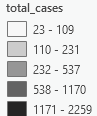 total_cases
23 - 109
110 - 231
232 - 537
538 - 1170
1171 - 2259